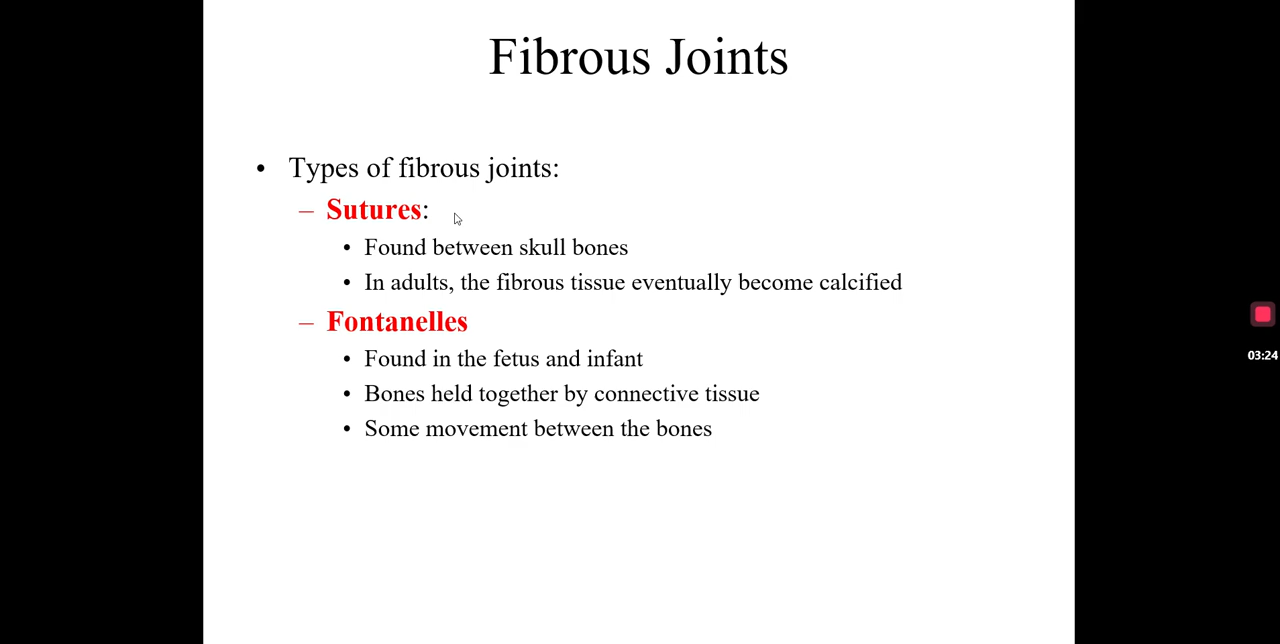 Fibrous Joints
• Types of fibrous joints:
– Sutures:
• Found between skull bones
• In adults, the fibrous tissue eventually become calcified
– Fontanelles
• Found in the fetus and infant
• Bones held together by connective tissue
• Some movement between the bones
03:24